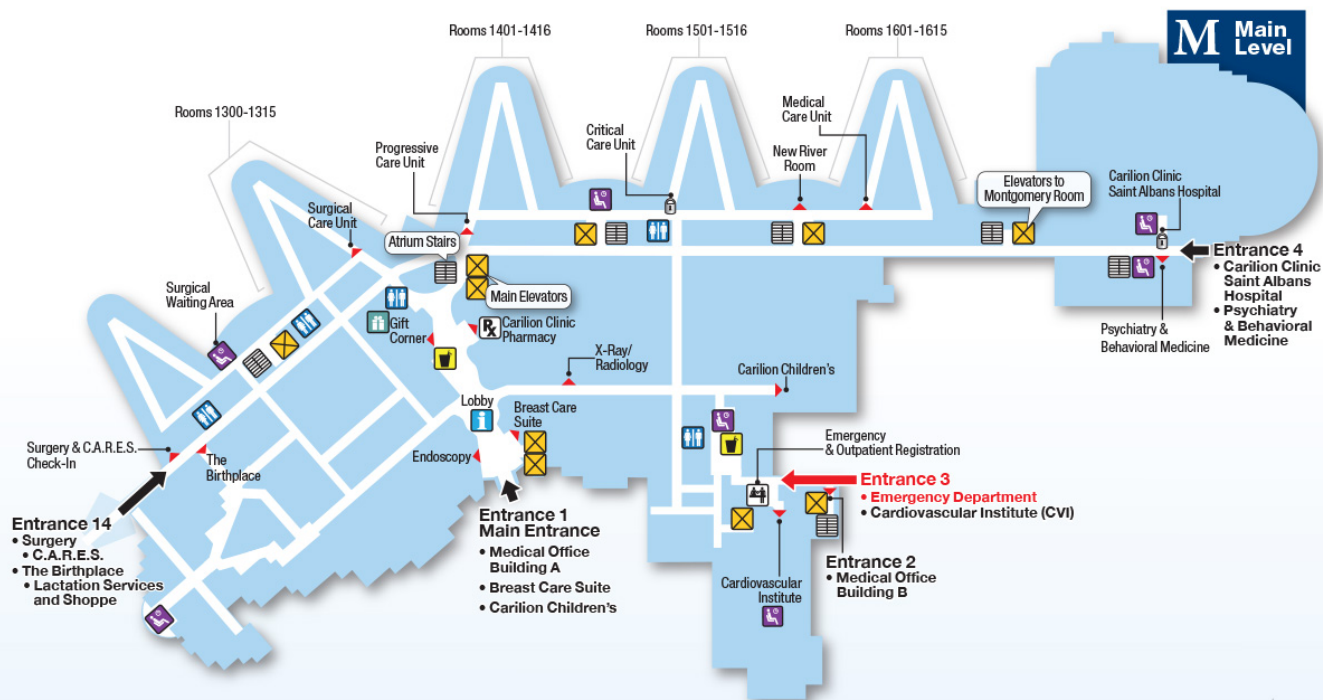 Rooms 1401-1416
Rooms 1501-1516
Rooms 1601-1615
M Main
Level
Rooms 1300-1315
Progressive
Care Unit
Critical
Care Unit
Medical
Care Unit
New River
Room
Elevators to
Montgomery Room
Carilion Clinic
Saint Albans Hospital
Surgical
Care Unit
Atrium Stairs
Main Elevators
Entrance 4
• Carilion Clinic
Saint Albans
Hospital
• Psychiatry
& Behavioral
Medicine
Surgical
Waiting Area
Gift
Corner
Rx
Carilion Clinic
Pharmacy
Psychiatry &
Behavioral Medicine
X-Ray/
Radiology
Carilion Children's
Lobby
i
Breast Care
Suite
Endoscopy
Emergency
& Outpatient Registration
Surgery & C.A.R.E.S.
Check-In
The
Birthplace
Entrance 3
• Emergency Department
• Cardiovascular Institute (CVI)
Entrance 14
• Surgery
• C.A.R.E.S.
• The Birthplace
• Lactation Services
and Shoppe
Entrance 1
Main Entrance
• Medical Office
Building A
• Breast Care Suite
• Carilion Children's
Cardiovascular
Institute
Entrance 2
• Medical Office
Building B